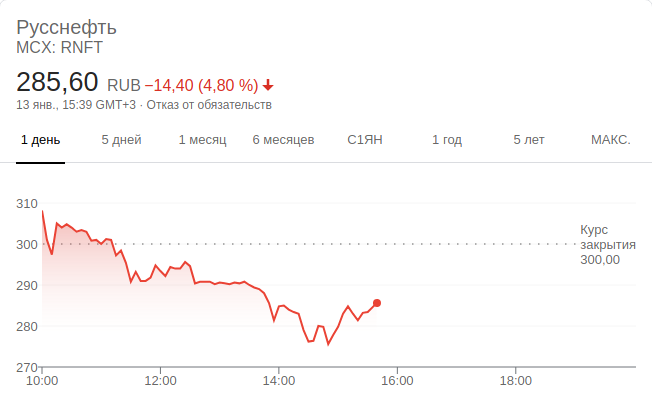 Русснефть
MCX: RNFT
285,60 RUB −14,40 (4,80 %)
13 янв., 15:39 GMT+3 · Отказ от обязательств
1 день 5 дней 1 месяц 6 месяцев С1ЯН 1 год 5 лет МАКС.
310
300
290
280
270
Курс
закрытия
300,00
10:00 12:00 14:00 16:00 18:00